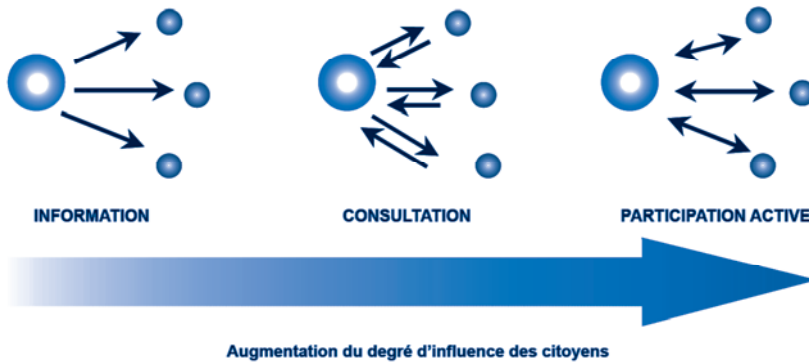 INFORMATION
CONSULTATION
PARTICIPATION ACTIVE
Augmentation du degré d’influence des citoyens